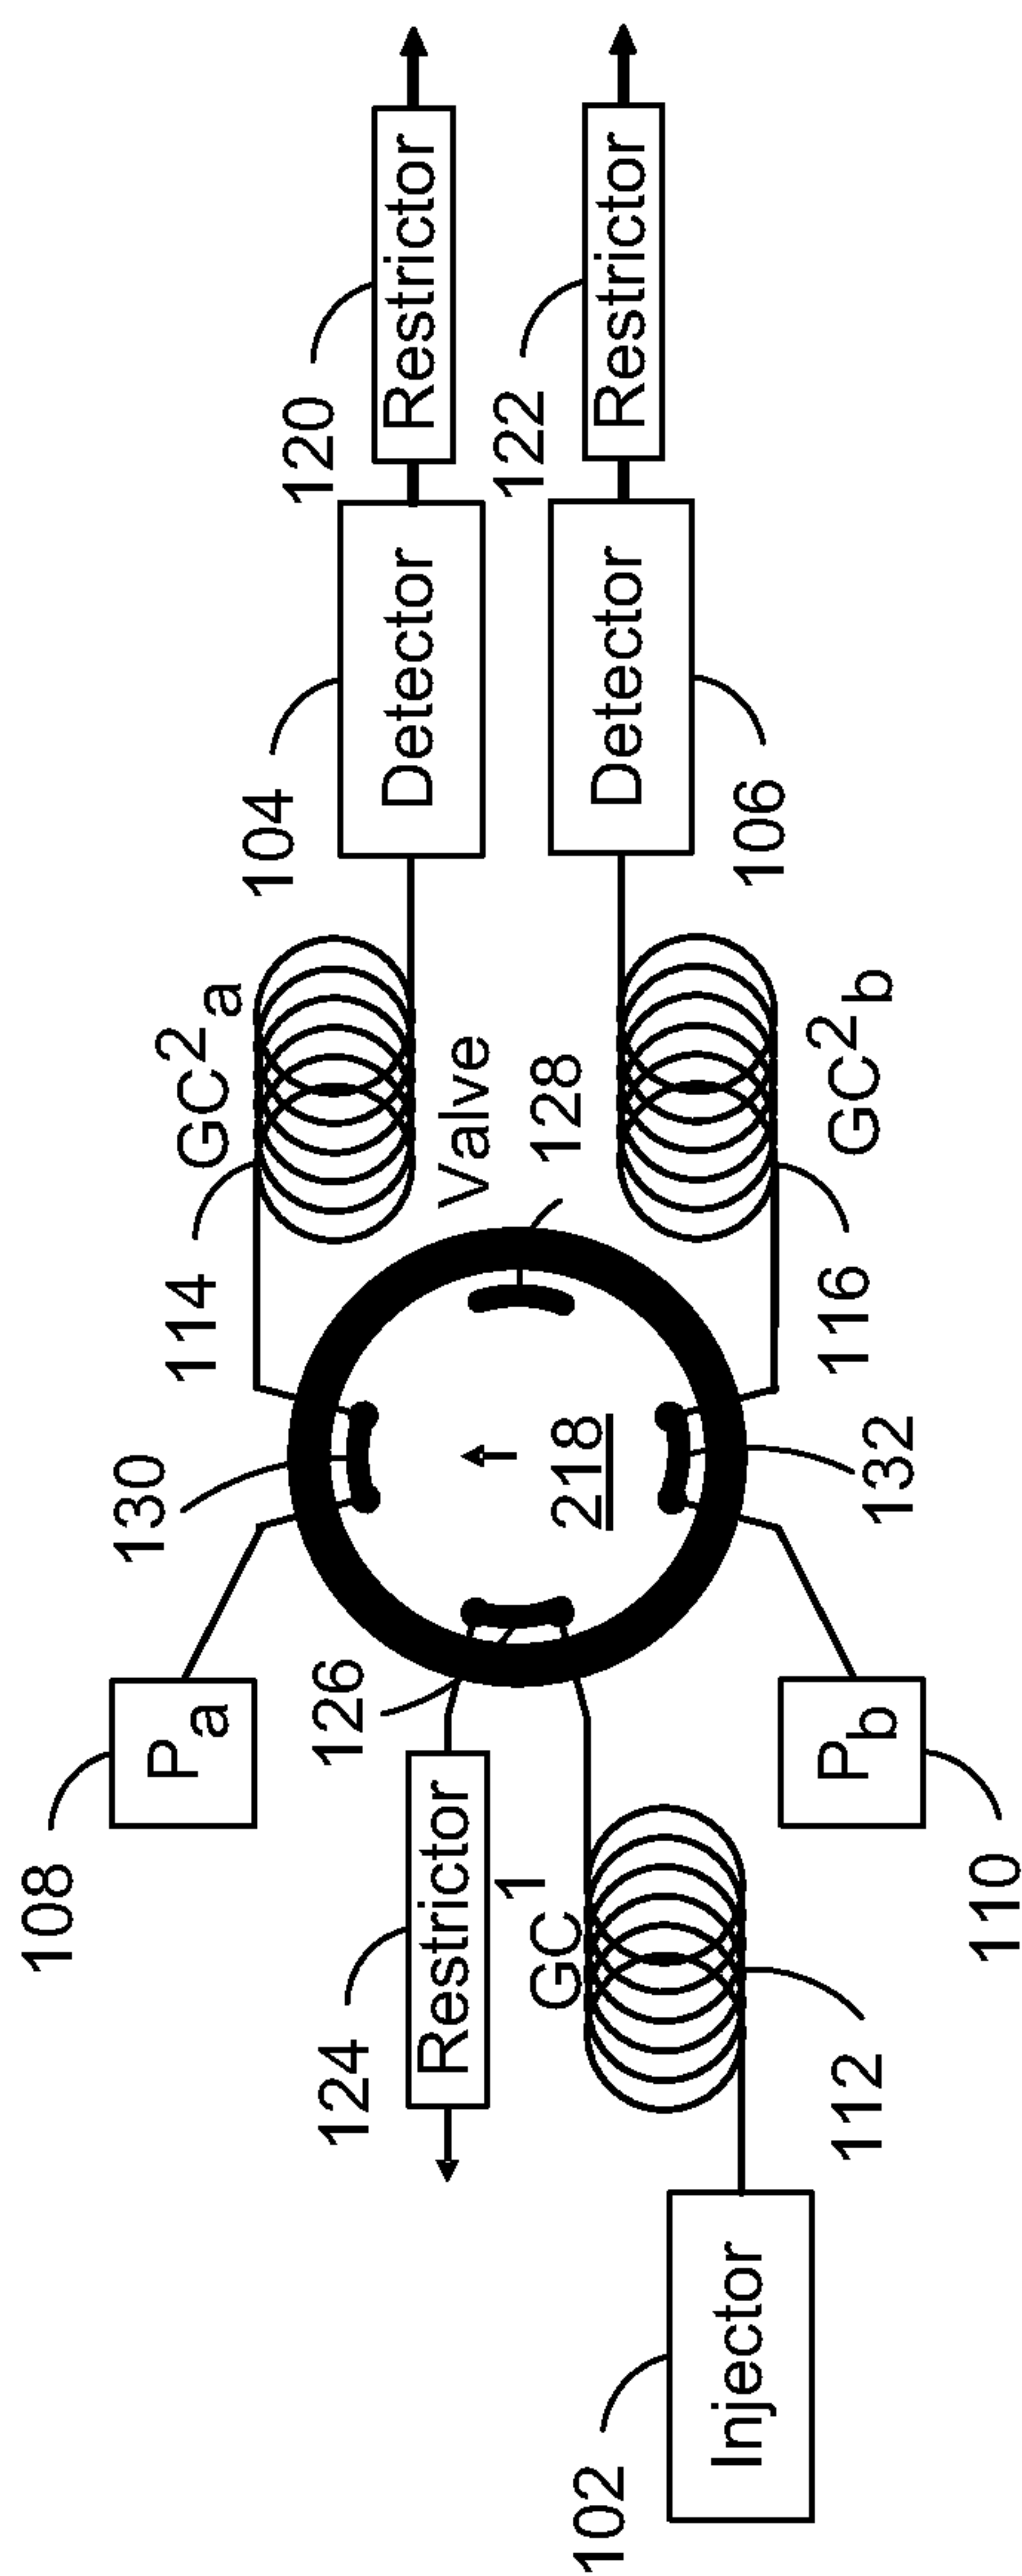 120
Restrictor
122
Restrictor
104
Detector
Detector
106
GC²a
114
Valve
128
GC²b
116
130
218
132
126
108
Pa
Pb
110
124
Restrictor
GC¹
112
102
Injector